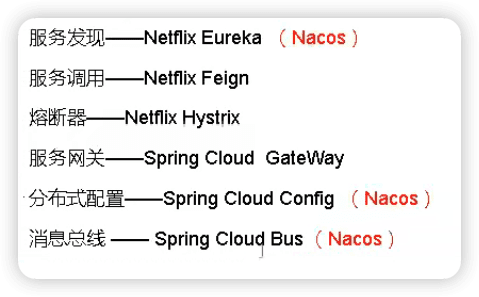 服务发现——Netflix Eureka （Nacos）
服务调用——Netflix Feign
熔断器——Netflix Hystrix
服务网关——Spring Cloud GateWay
分布式配置——Spring Cloud Config （Nacos）
消息总线 —— Spring Cloud Bus（Nacos）